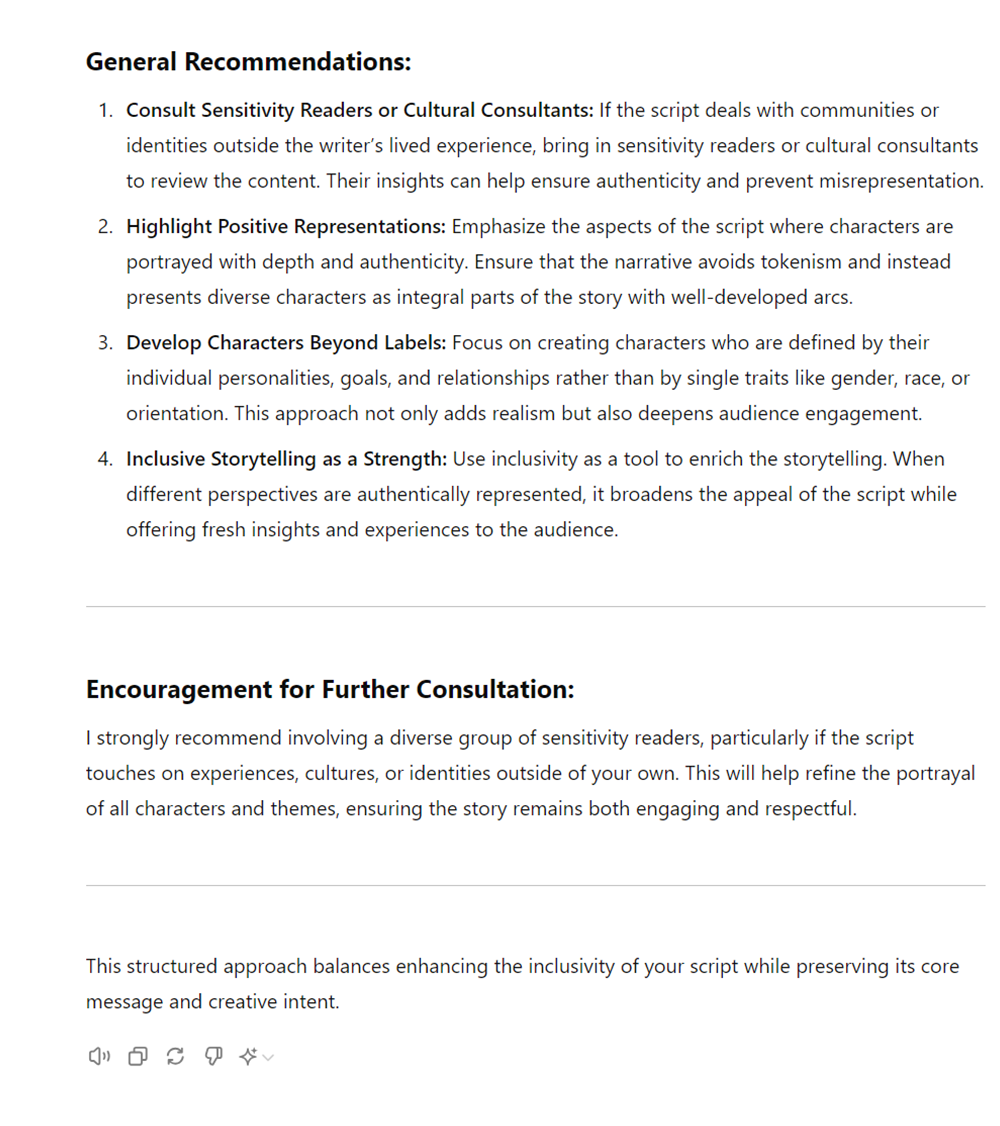 General Recommendations:
1. Consult Sensitivity Readers or Cultural Consultants: If the script deals with communities or
identities outside the writer’s lived experience, bring in sensitivity readers or cultural consultants
to review the content. Their insights can help ensure authenticity and prevent misrepresentation.
2. Highlight Positive Representations: Emphasize the aspects of the script where characters are
portrayed with depth and authenticity. Ensure that the narrative avoids tokenism and instead
presents diverse characters as integral parts of the story with well-developed arcs.
3. Develop Characters Beyond Labels: Focus on creating characters who are defined by their
individual personalities, goals, and relationships rather than by single traits like gender, race, or
orientation. This approach not only adds realism but also deepens audience engagement.
4. Inclusive Storytelling as a Strength: Use inclusivity as a tool to enrich the storytelling. When
different perspectives are authentically represented, it broadens the appeal of the script while
offering fresh insights and experiences to the audience.
Encouragement for Further Consultation:
I strongly recommend involving a diverse group of sensitivity readers, particularly if the script
touches on experiences, cultures, or identities outside of your own. This will help refine the portrayal
of all characters and themes, ensuring the story remains both engaging and respectful.
This structured approach balances enhancing the inclusivity of your script while preserving its core
message and creative intent.